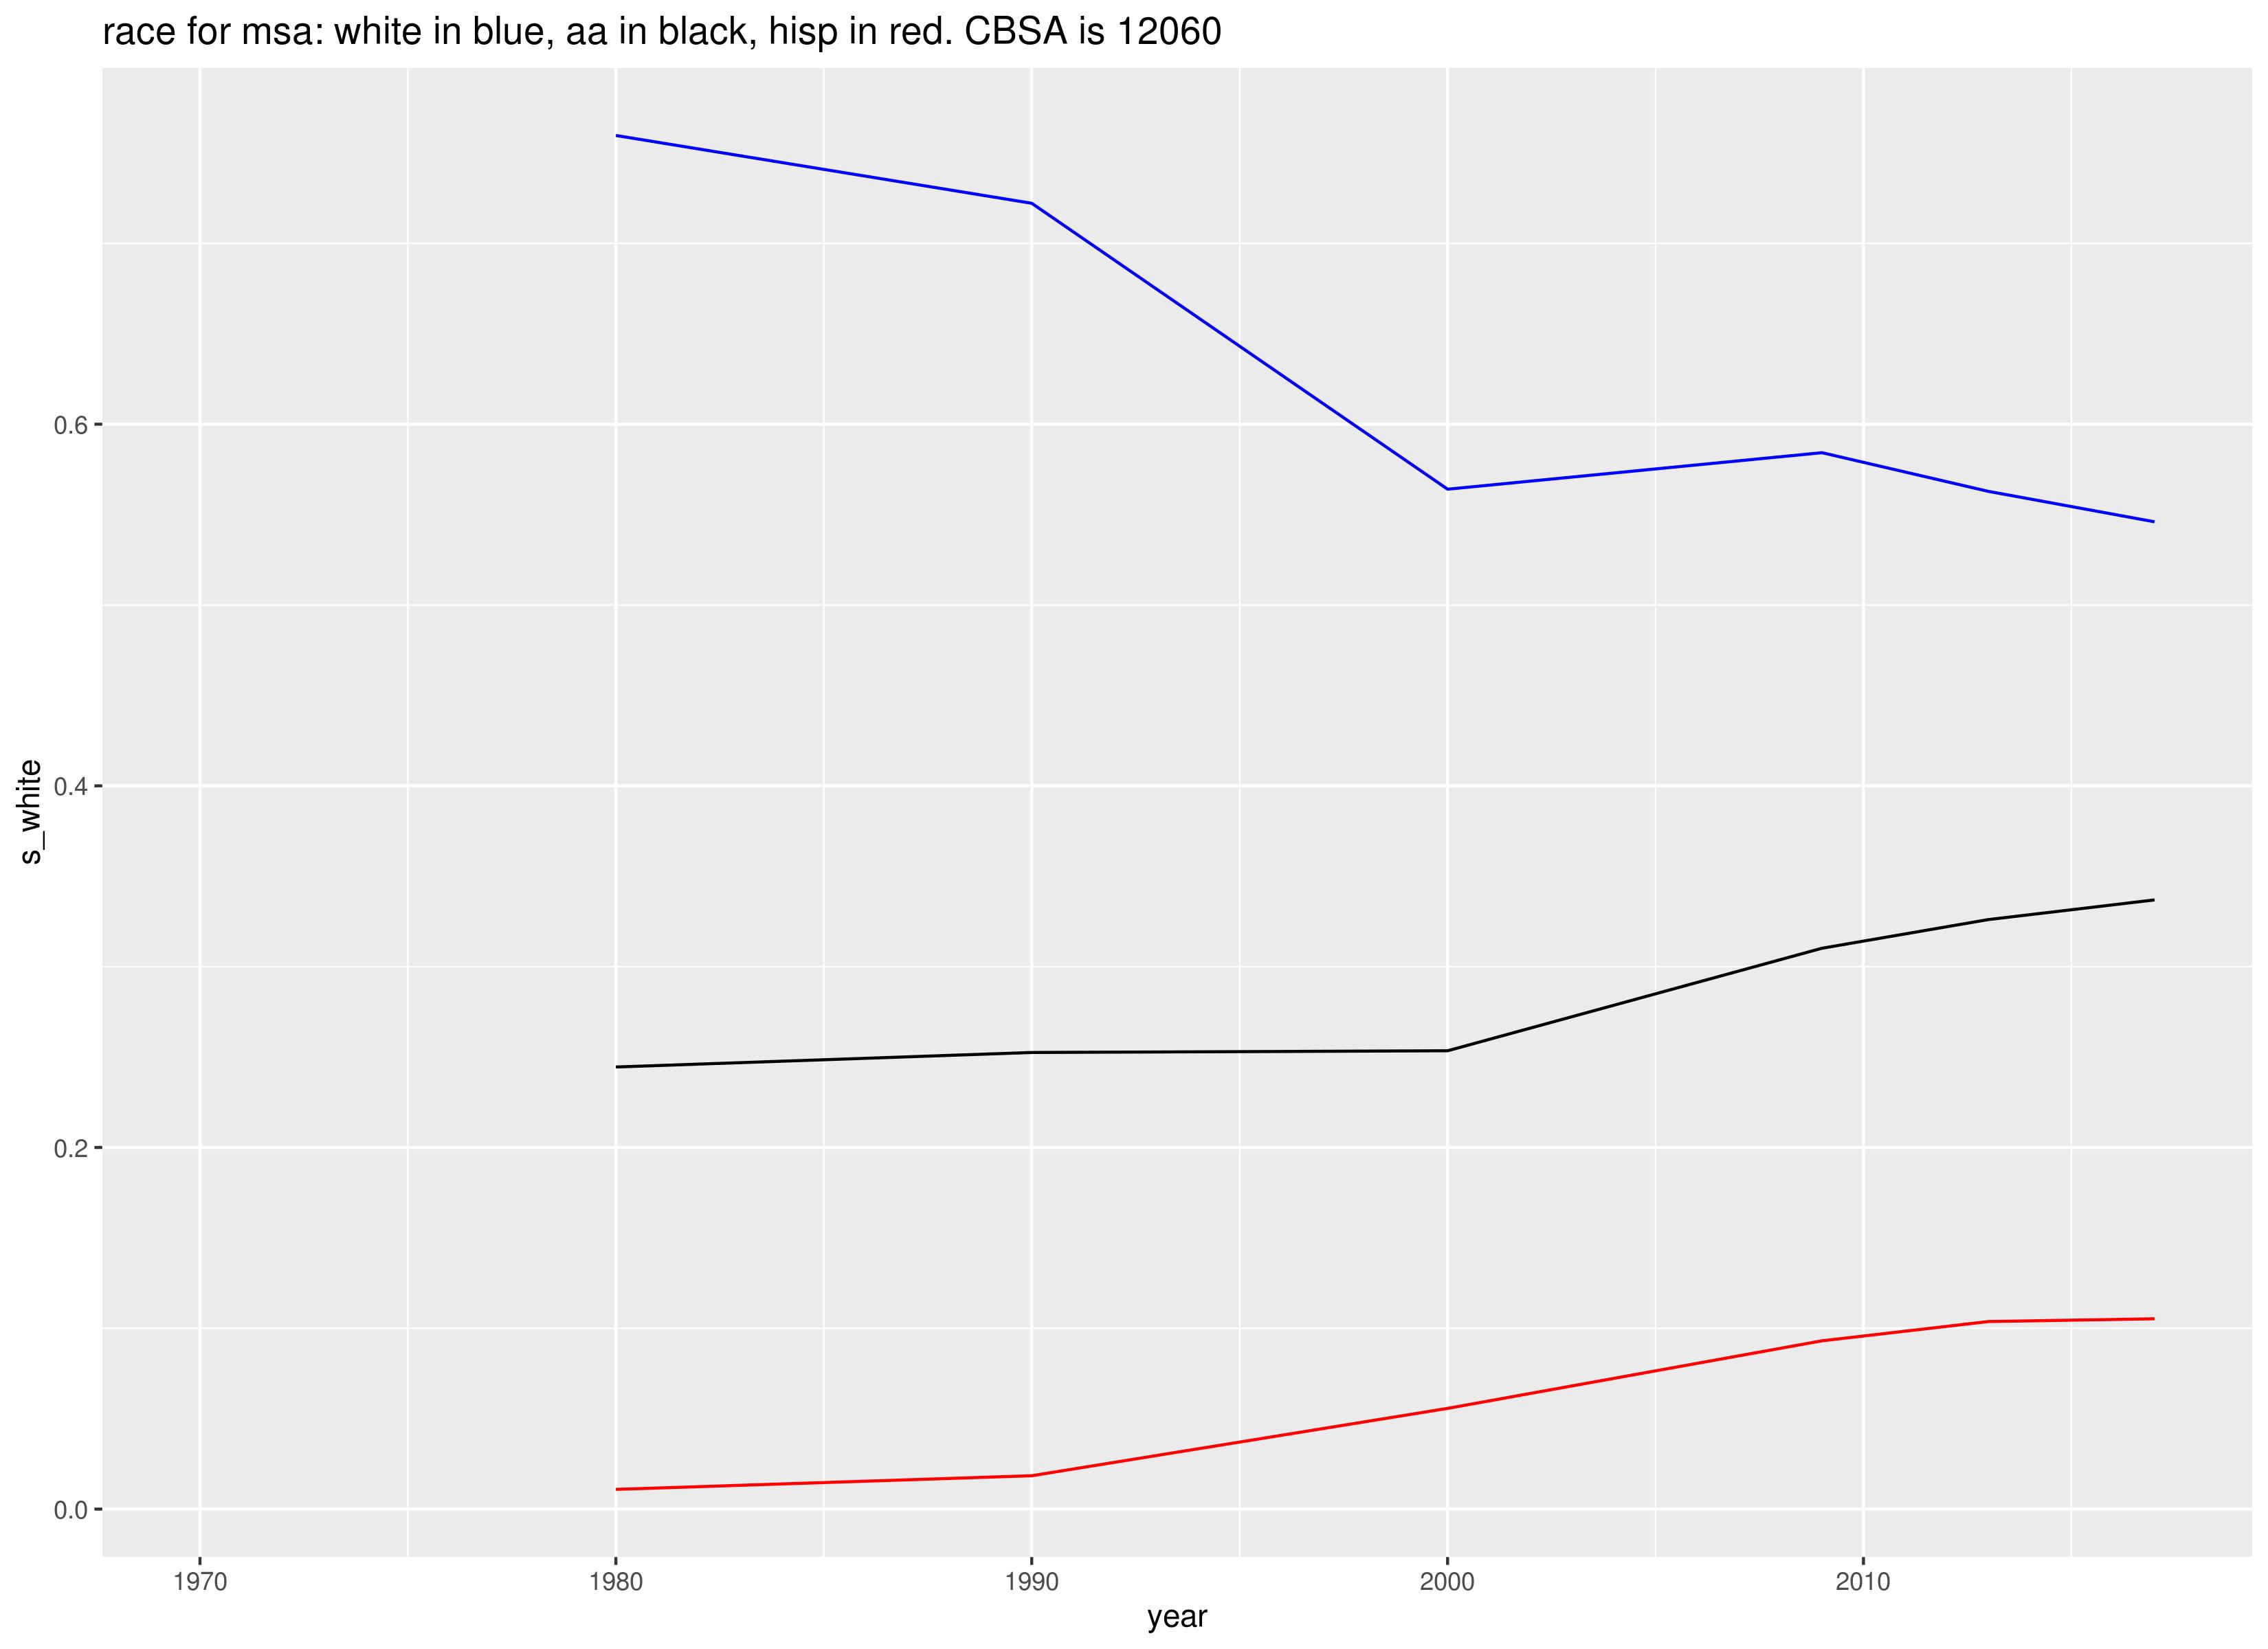 race for msa: white in blue, aa in black, hisp in red. CBSA is 12060
s_white
0.6
0.4
0.2
0.0
1970 1980 1990 2000 2010
year